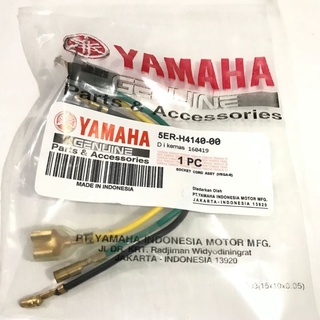 YAMAHA
GENUINE
Parts & Accessories
YAMAHA
GENUINE
Parts & Accessories
MADE IN INDONESIA
5ER-H4140-00
Di kemas 160419
1 PC
SOCKET CORD ASSY
Diedarkan Oleh
PT.YAMAHA INDONESIA MOTOR MFG.
JAKARTA - INDONESIA 13920
PT. YAMAHA INDONESIA MOTOR MFG.
JL. DR. KRT. Radjiman Widyodiningrat
JAKARTA - INDONESIA 13920